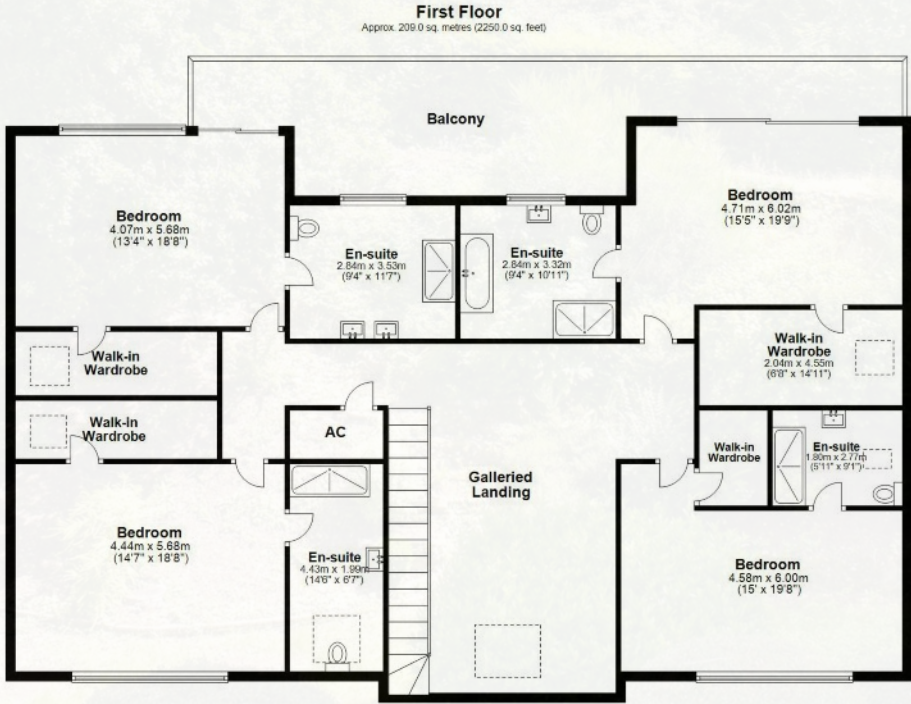 First Floor
Approx. 209.0 sq. metres (2250.0 sq. feet)
Balcony
Bedroom
4.07m x 5.68m
(13'4" x 18'8")
En-suite
2.84m x 3.53m
(9'4" x 11'7")
En-suite
2.84m x 3.32m
(9'4" x 10'11")
Bedroom
4.71m x 6.02m
(15'5" x 19'9")
Walk-in
Wardrobe
Walk-in
Wardrobe
2.04m x 4.55m
(6'8" x 14'11")
Walk-in
Wardrobe
AC
Galleried
Landing
Walk-in
Wardrobe
En-suite
1.80m x 2.77m
(5'11" x 9'1")
Bedroom
4.44m x 5.68m
(14'7" x 18'8")
En-suite
4.43m x 1.99m
(14'6" x 6'7")
Bedroom
4.58m x 6.00m
(15' x 19'8")